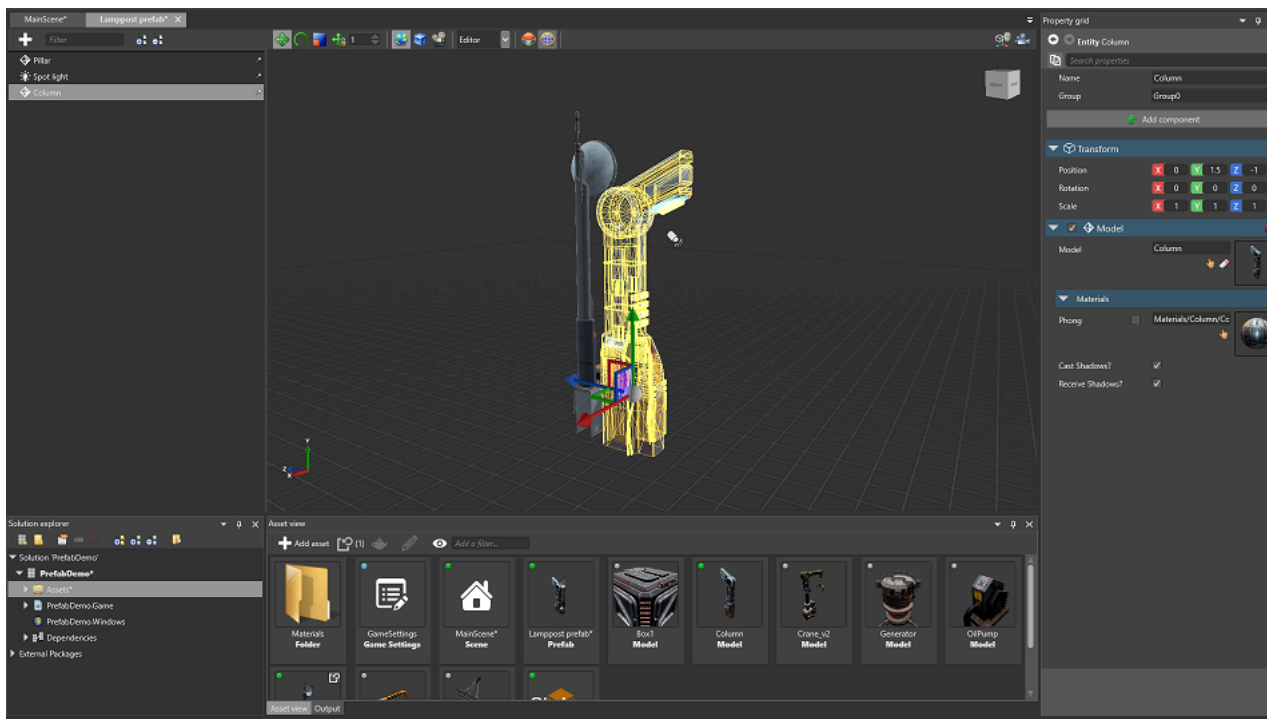 MainScene* Lamppost prefab*
Filter
Pillar
Spot light
Column
1 Editor
Property grid
Entity Column
Search properties
Name Column
Group Group0
Add component
Transform
Position X 0 Y 1.5 Z -1
Rotation X 0 Y 0 Z 0
Scale X 1 Y 1 Z 1
Model
Model Column
Materials
Phong Materials/Column/Cc
Cast Shadows?
Receive Shadows?
Y
Z
X
Solution explorer
Solution 'PrefabDemo'
PrefabDemo*
Assets*
PrefabDemo.Game
PrefabDemo.Windows
Dependencies
External Packages
Asset view
Add asset (1) Add a filter...
Materials
Folder
GameSettings
Game Settings
MainScene*
Scene
Lamppost prefab*
Prefab
Box1
Model
Column
Model
Crane_v2
Model
Generator
Model
OilPump
Model
Asset view Output